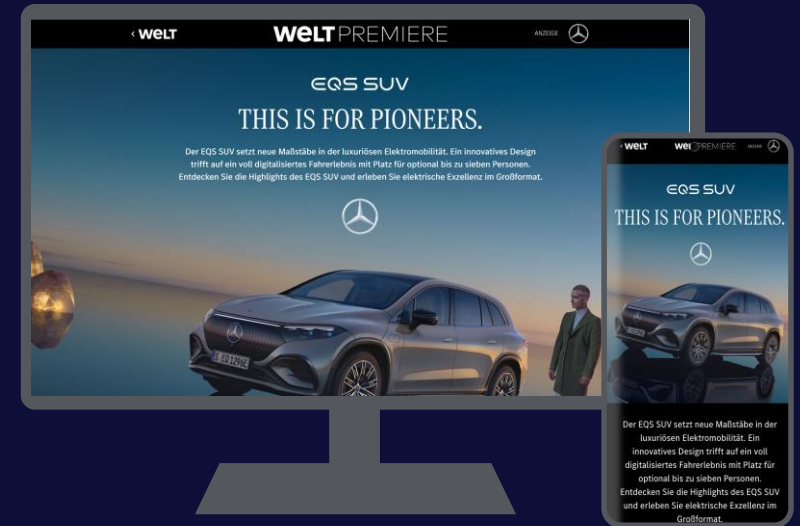 ‹ WELT
WELTPREMIERE
ANZEIGE
EQS SUV
THIS IS FOR PIONEERS.
Der EQS SUV setzt neue Maßstäbe in der luxuriösen Elektromobilität. Ein innovatives Design
trifft auf ein voll digitalisiertes Fahrerlebnis mit Platz für optional bis zu sieben Personen.
Entdecken Sie die Highlights des EQS SUV und erleben Sie elektrische Exzellenz im Großformat.
S EQ 1296E
‹ WELT
WELTPREMIERE
ANZEIGE
EQS SUV
THIS IS FOR PIONEERS.
Der EQS SUV setzt neue Maßstäbe in der
luxuriösen Elektromobilität. Ein
innovatives Design trifft auf ein voll
digitalisiertes Fahrerlebnis mit Platz für
optional bis zu sieben Personen.
Entdecken Sie die Highlights des EQS SUV
und erleben Sie elektrische Exzellenz im
Großformat.